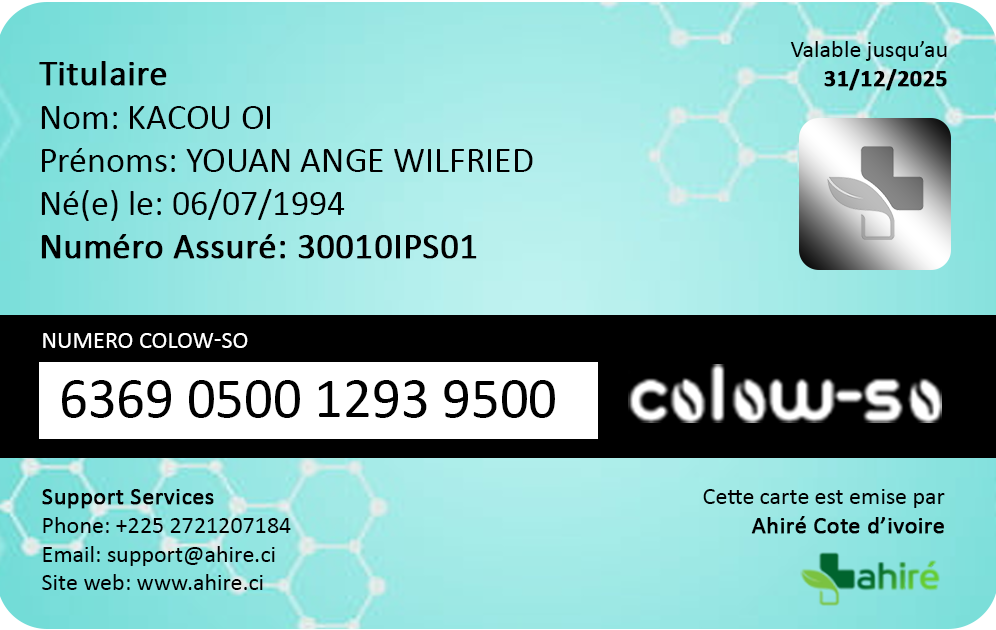 Titulaire
Nom: KACOU OI
Prénoms: YOUAN ANGE WILFRIED
Né(e) le: 06/07/1994
Numéro Assuré: 30010IPS01
Valable jusqu’au
31/12/2025
NUMERO COLOW-SO
6369 0500 1293 9500
colow-so
Support Services
Phone: +225 2721207184
Email: support@ahire.ci
Site web: www.ahire.ci
Cette carte est emise par
Ahiré Cote d’ivoire
ahiré